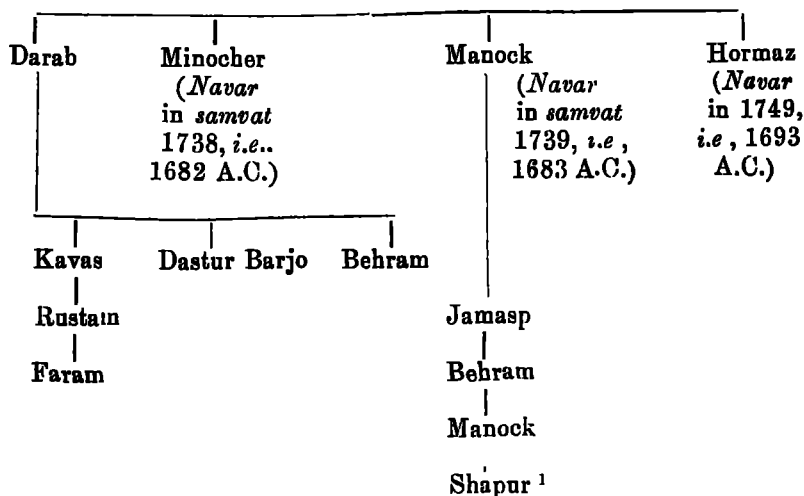 Darab Minocher Manock Hormaz
(Navar (Navar (Navar
in samvat in samvat in 1749,
1738, i.e.. 1739, i.e , i.e , 1693
1682 A.C.) 1683 A.C.) A.C.)
Kavas Dastur Barjo Behram
Rustam Jamasp
Faram Behram
Manock
Shapur 1